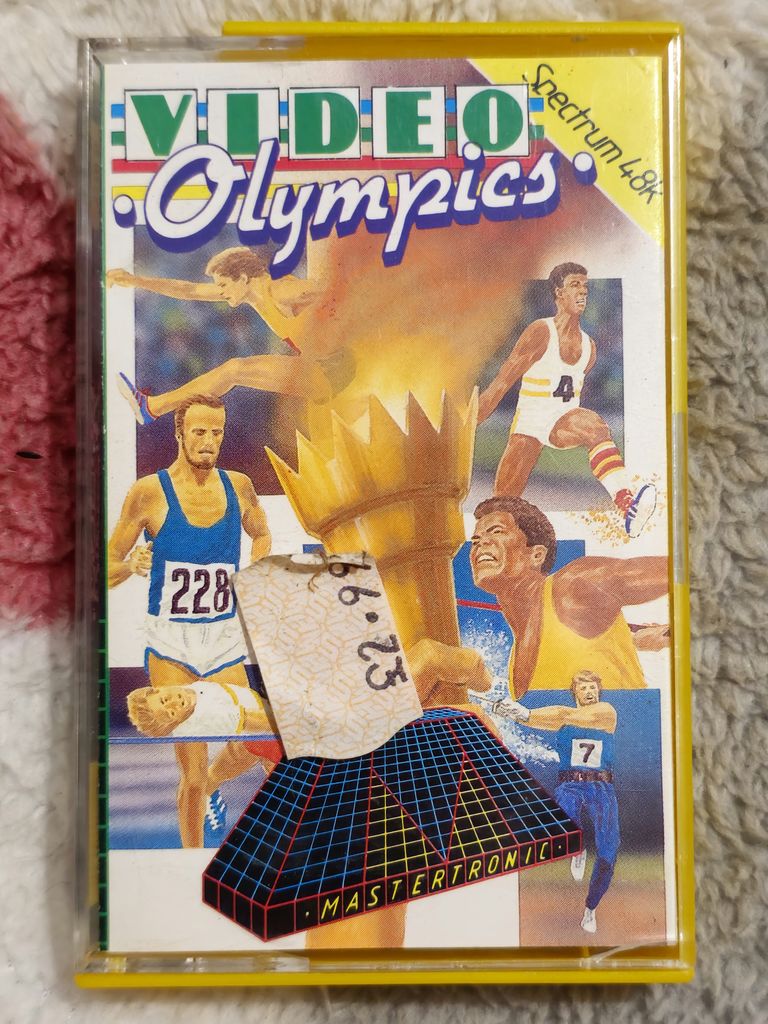 VIDEO
Olympics
Spectrum 48K
4
228
7
· MASTERTRONIC ·